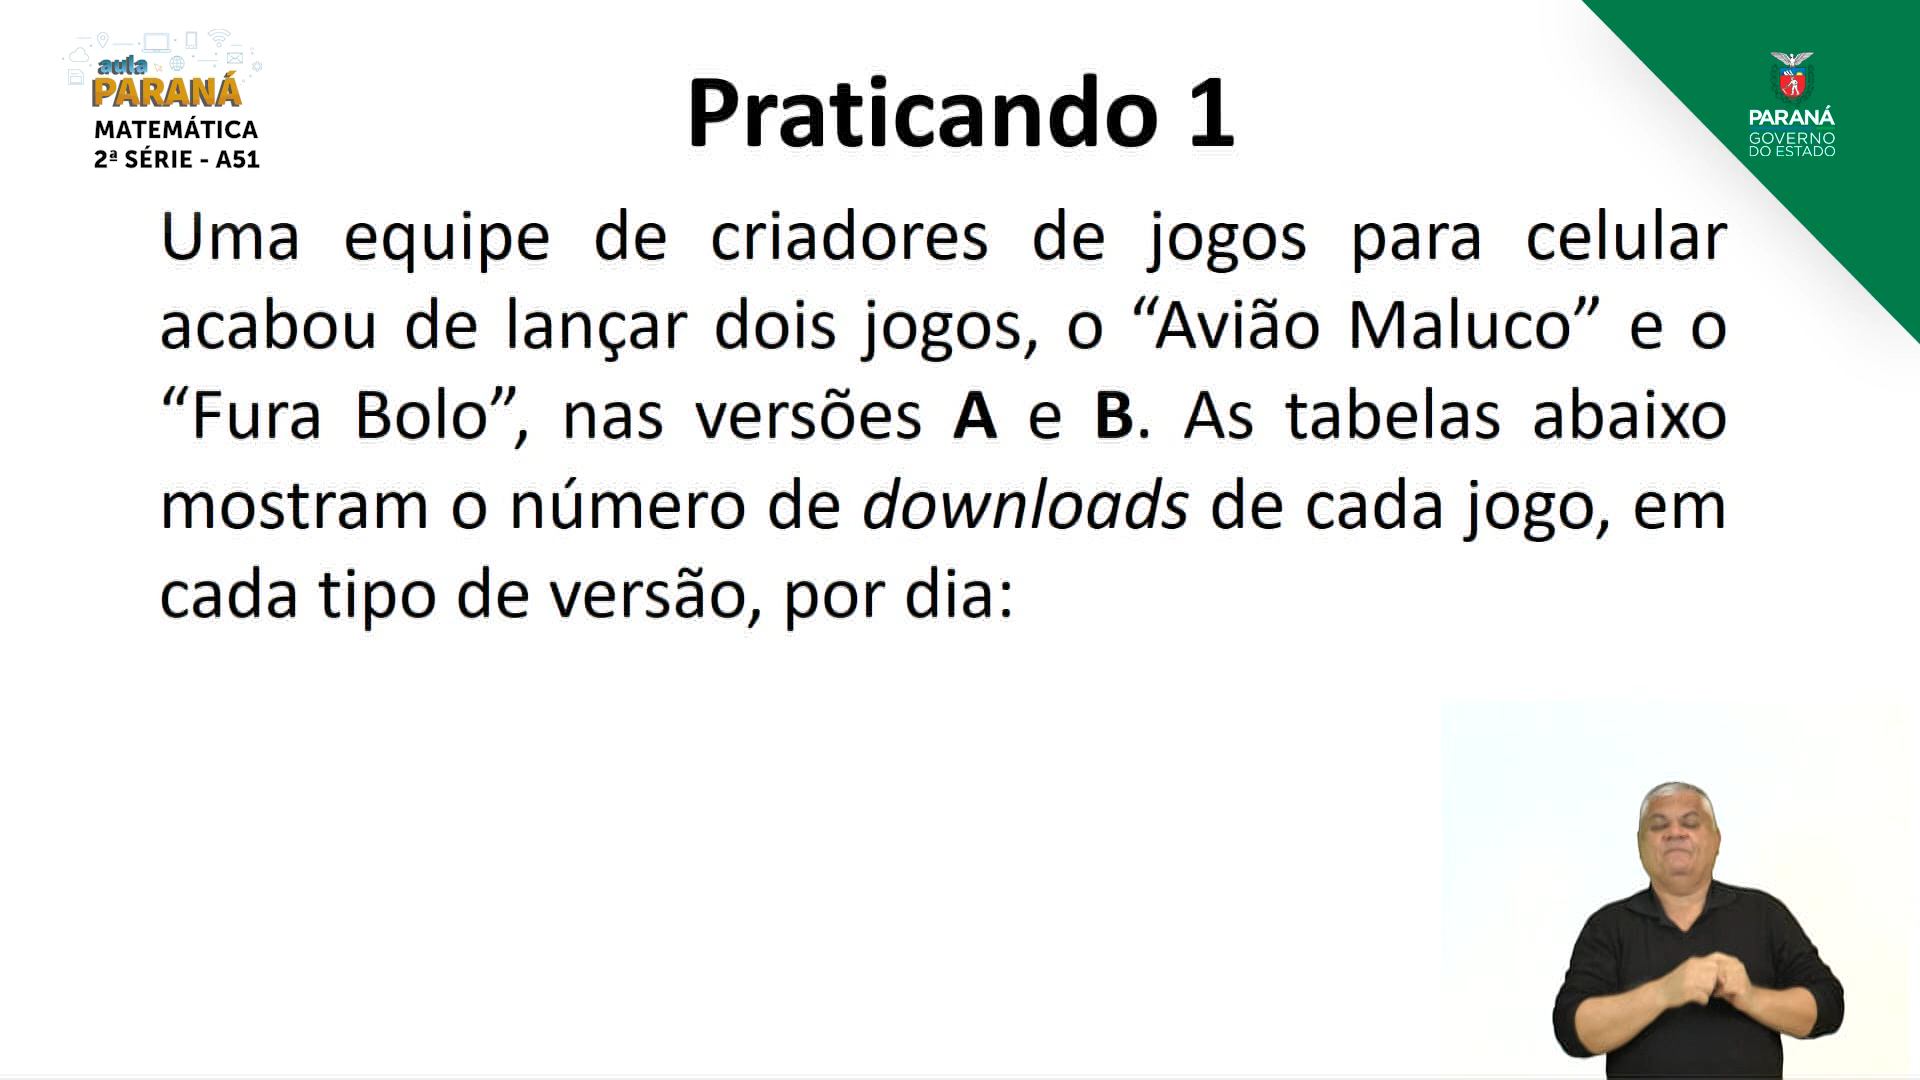 aula
PARANÁ
MATEMÁTICA
2ª SÉRIE - A51
Praticando 1
PARANÁ
GOVERNO
DO ESTADO
Uma equipe de criadores de jogos para celular
acabou de lançar dois jogos, o “Avião Maluco” e o
“Fura Bolo”, nas versões A e B. As tabelas abaixo
mostram o número de downloads de cada jogo, em
cada tipo de versão, por dia: